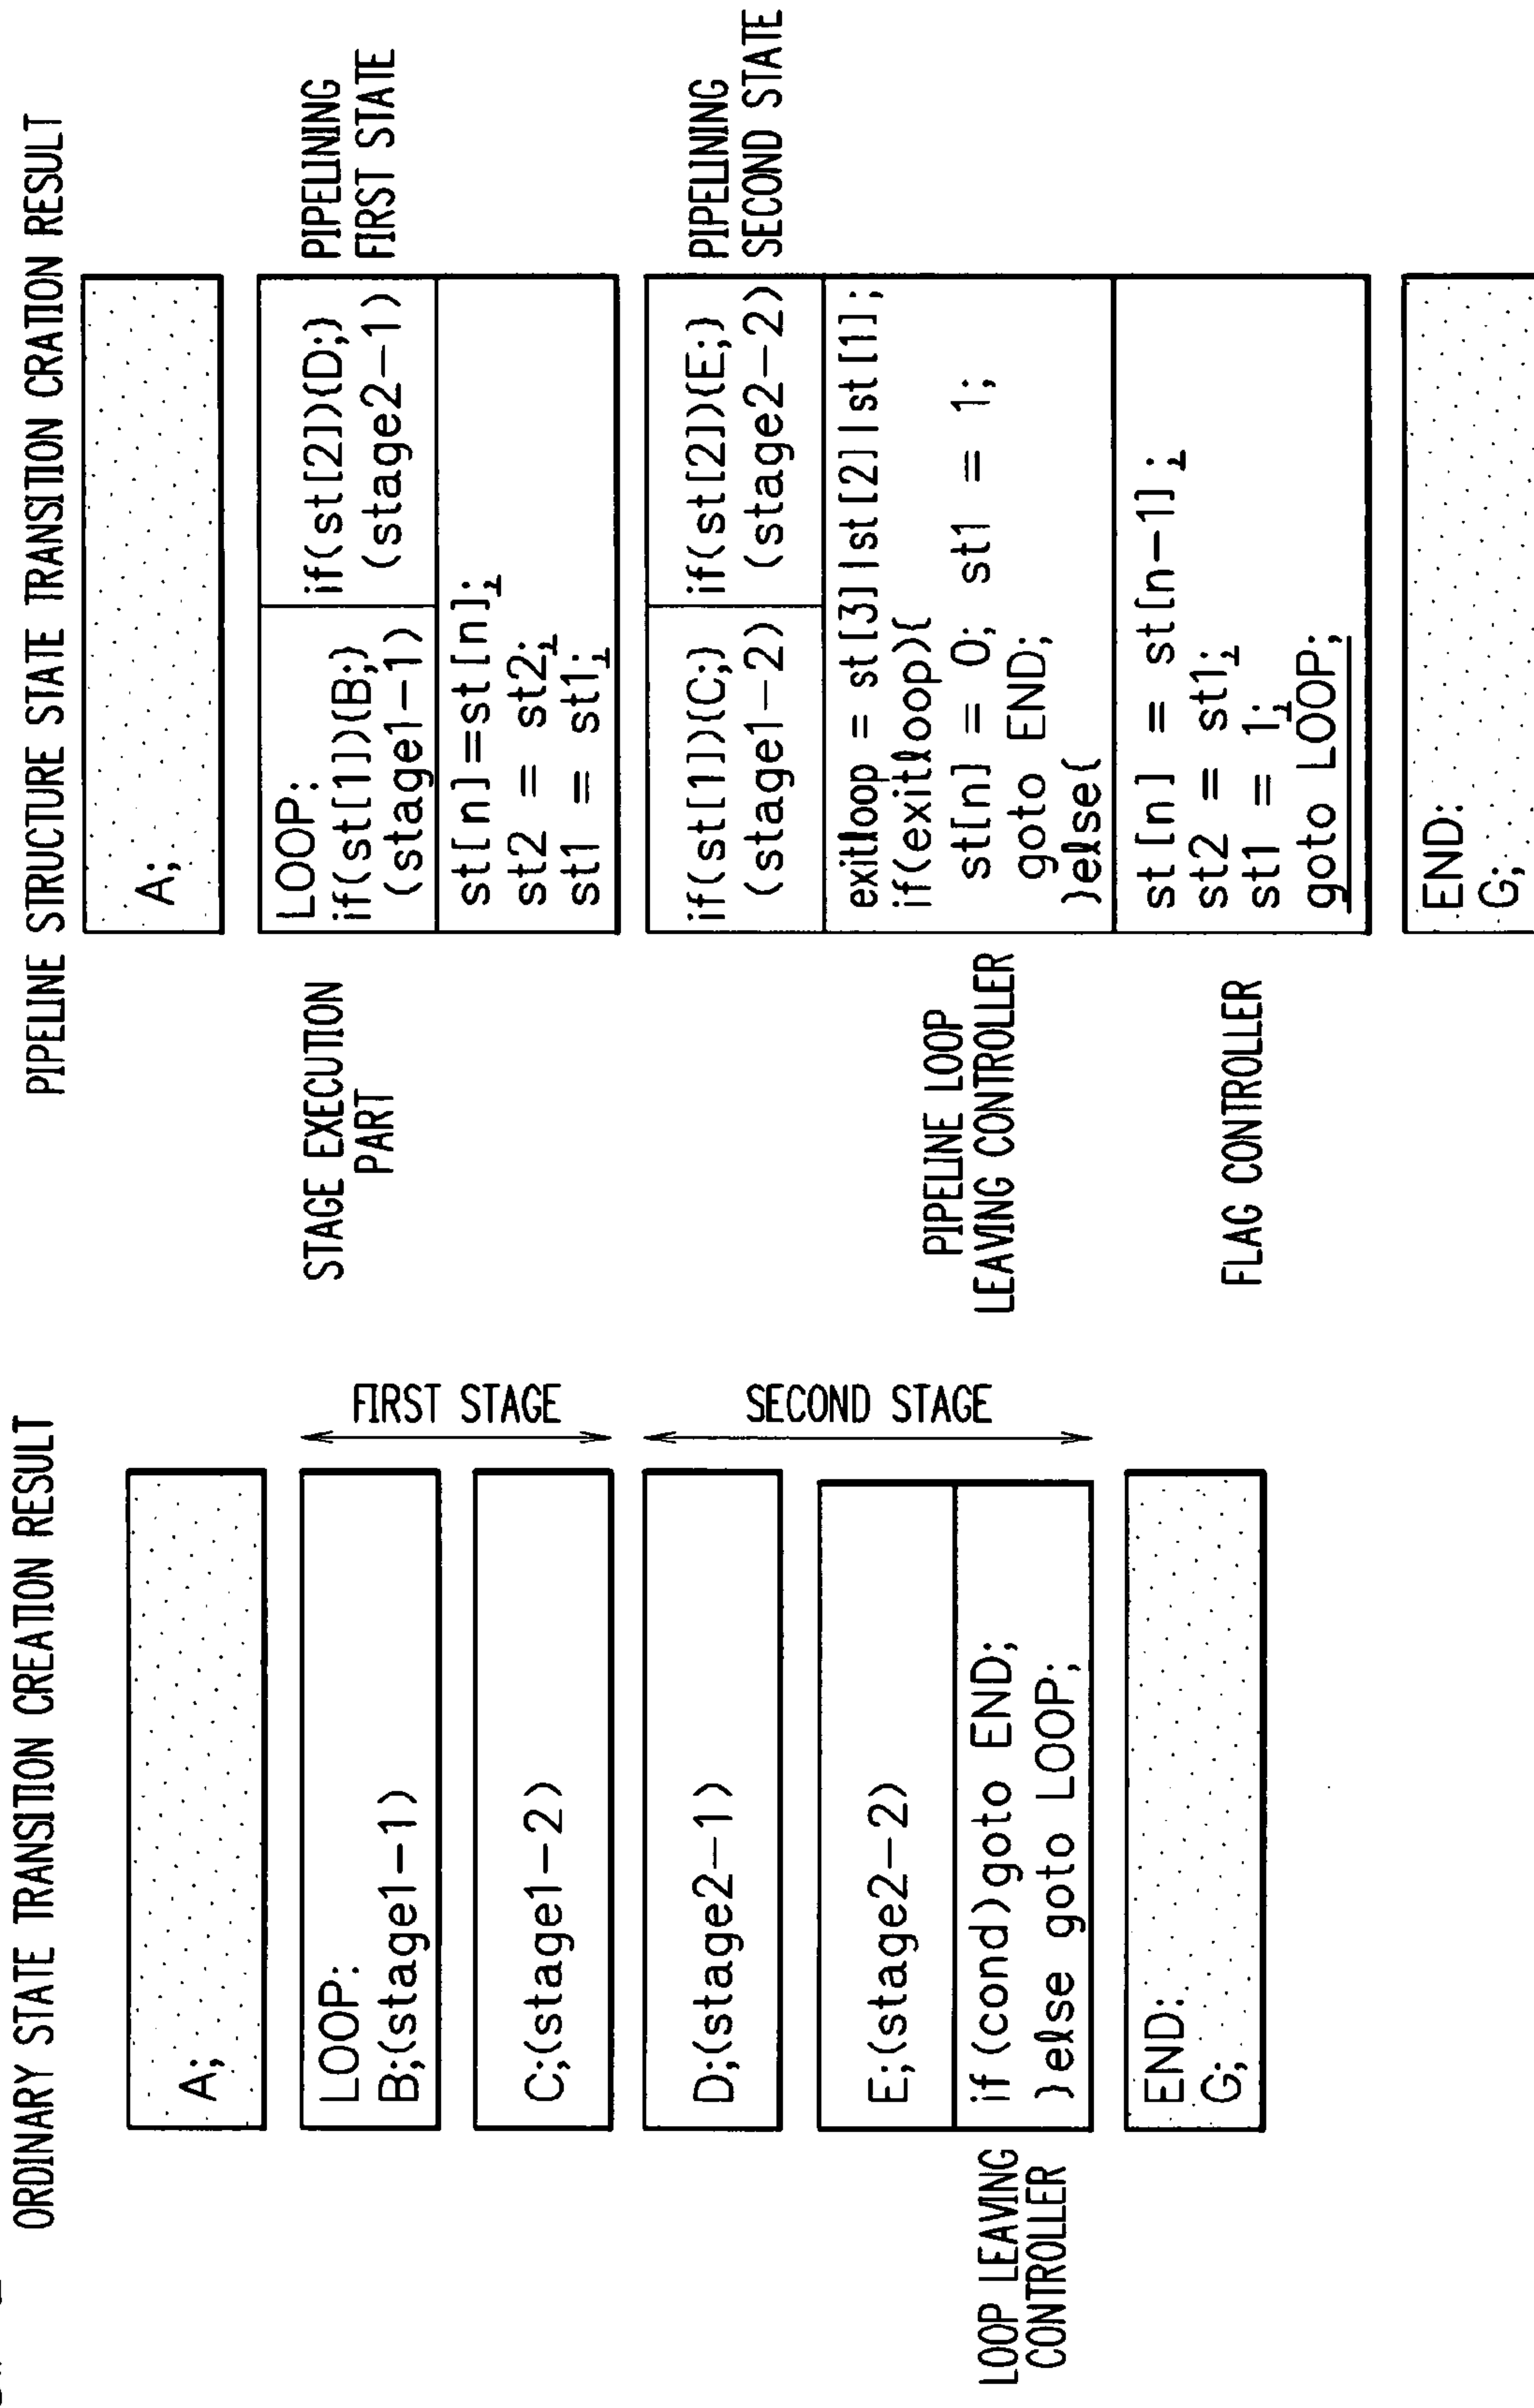 ORDINARY STATE TRANSITION CREATION RESULT
A;
LOOP:
B;(stage1-1)
C;(stage1-2)
FIRST STAGE
D;(stage2-1)
E;(stage2-2)
SECOND STAGE
LOOP LEAVING
CONTROLLER
if(cond)goto END;
}else goto LOOP;
END:
G;
PIPELINE STRUCTURE STATE TRANSITION CRATION RESULT
A;
STAGE EXECUTION
PART
LOOP:
if(st[1]){B;}
(stage1-1)
if(st[2]){D;}
(stage2-1)
PIPELINING
FIRST STATE
st[n]=st[n];
st2 = st2;
st1 = st1;
if(st[1]){C;}
(stage1-2)
if(st[2]){E;}
(stage2-2)
PIPELINING
SECOND STATE
PIPELINE LOOP
LEAVING CONTROLLER
exitloop = st[3]|st[2]|st[1];
if(exitloop){
st[n] = 0; st1 = 1;
goto END;
}else{
FLAG CONTROLLER
st[n] = st[n-1];
st2 = st1;
st1 = 1;
goto LOOP;
END:
G;